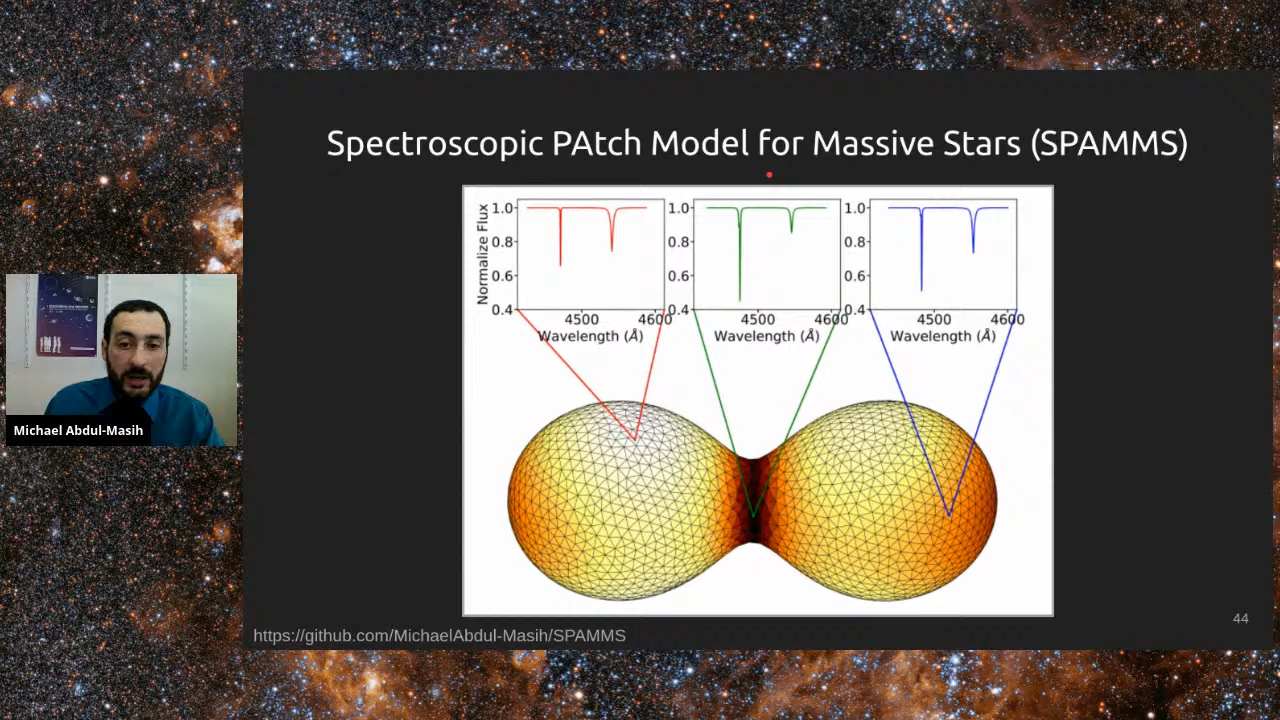 Spectroscopic PAtch Model for Massive Stars (SPAMMS)
Normalize Flux
1.0
0.8
0.6
0.4
4500 4600
Wavelength (Å)
1.0
0.8
0.6
0.4
4500 4600
Wavelength (Å)
1.0
0.8
0.6
0.4
4500 4600
Wavelength (Å)
Michael Abdul-Masih
44
https://github.com/MichaelAbdul-Masih/SPAMMS